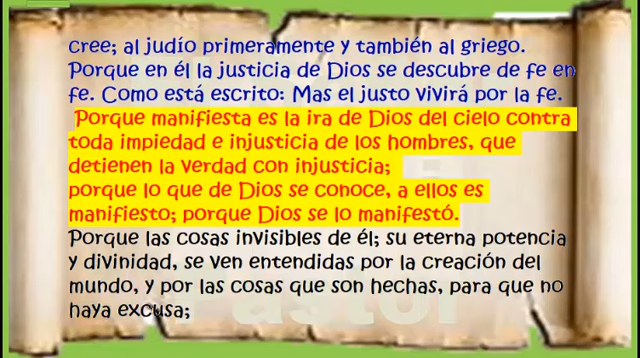 cree; al judío primeramente y también al griego.
Porque en él la justicia de Dios se descubre de fe en
fe. Como está escrito: Mas el justo vivirá por la fe.
Porque manifiesta es la ira de Dios del cielo contra
toda impiedad e injusticia de los hombres, que
detienen la verdad con injusticia;
porque lo que de Dios se conoce, a ellos es
manifiesto; porque Dios se lo manifestó.
Porque las cosas invisibles de él; su eterna potencia
y divinidad, se ven entendidas por la creación del
mundo, y por las cosas que son hechas, para que no
haya excusa;
Pastor